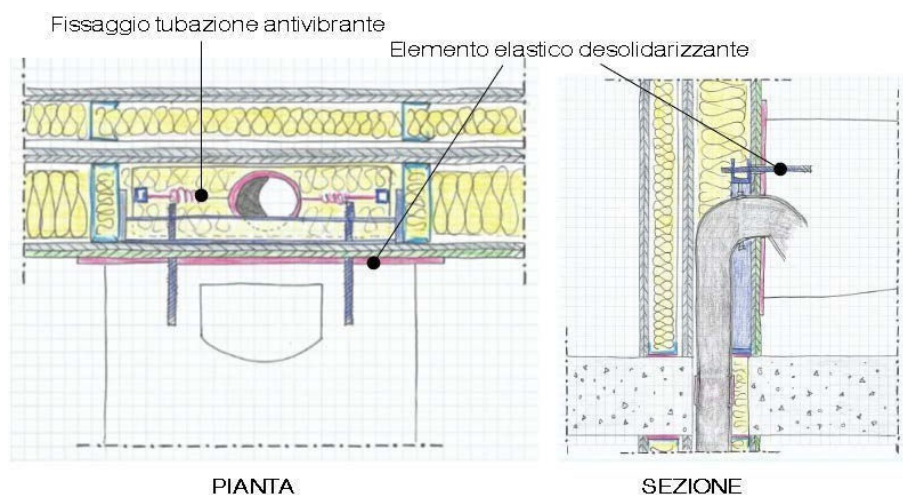 Fissaggio tubazione antivibrante
Elemento elastico desolidarizzante
PIANTA
SEZIONE